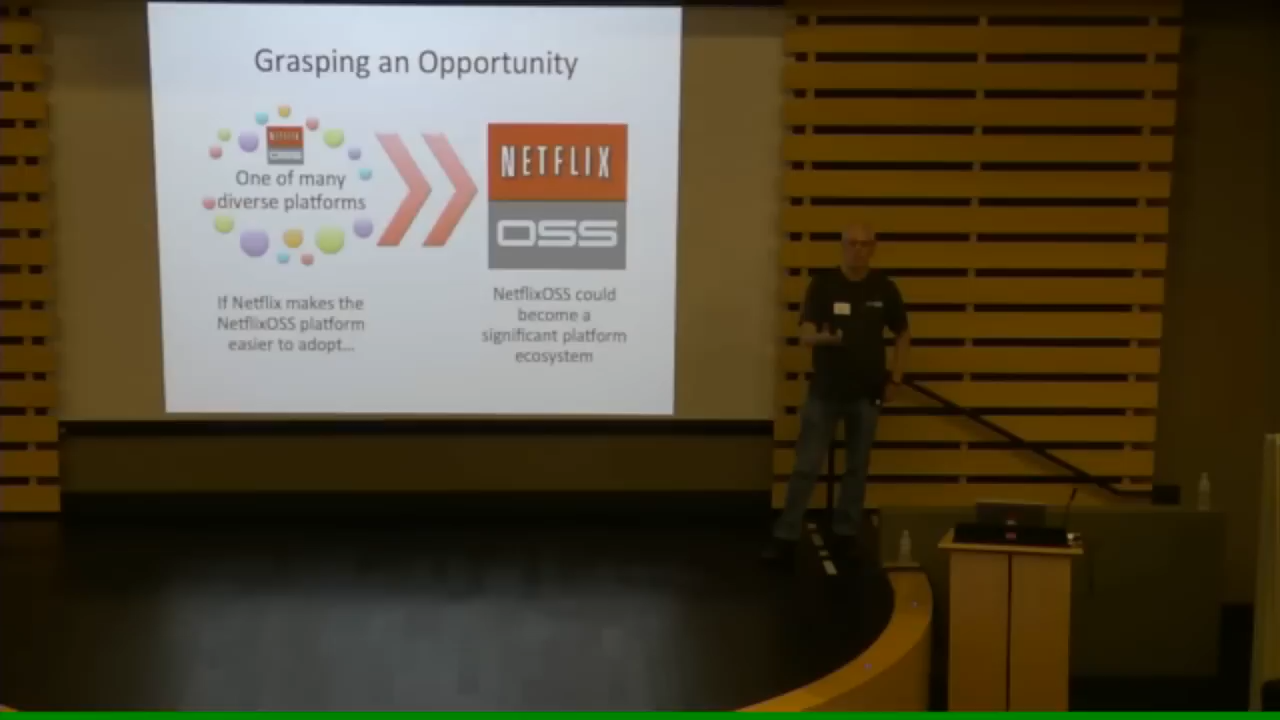 Grasping an Opportunity
NETFLIX
OSS
One of many
diverse platforms
NETFLIX
OSS
If Netflix makes the
NetflixOSS platform
easier to adopt...
NetflixOSS could
become a
significant platform
ecosystem